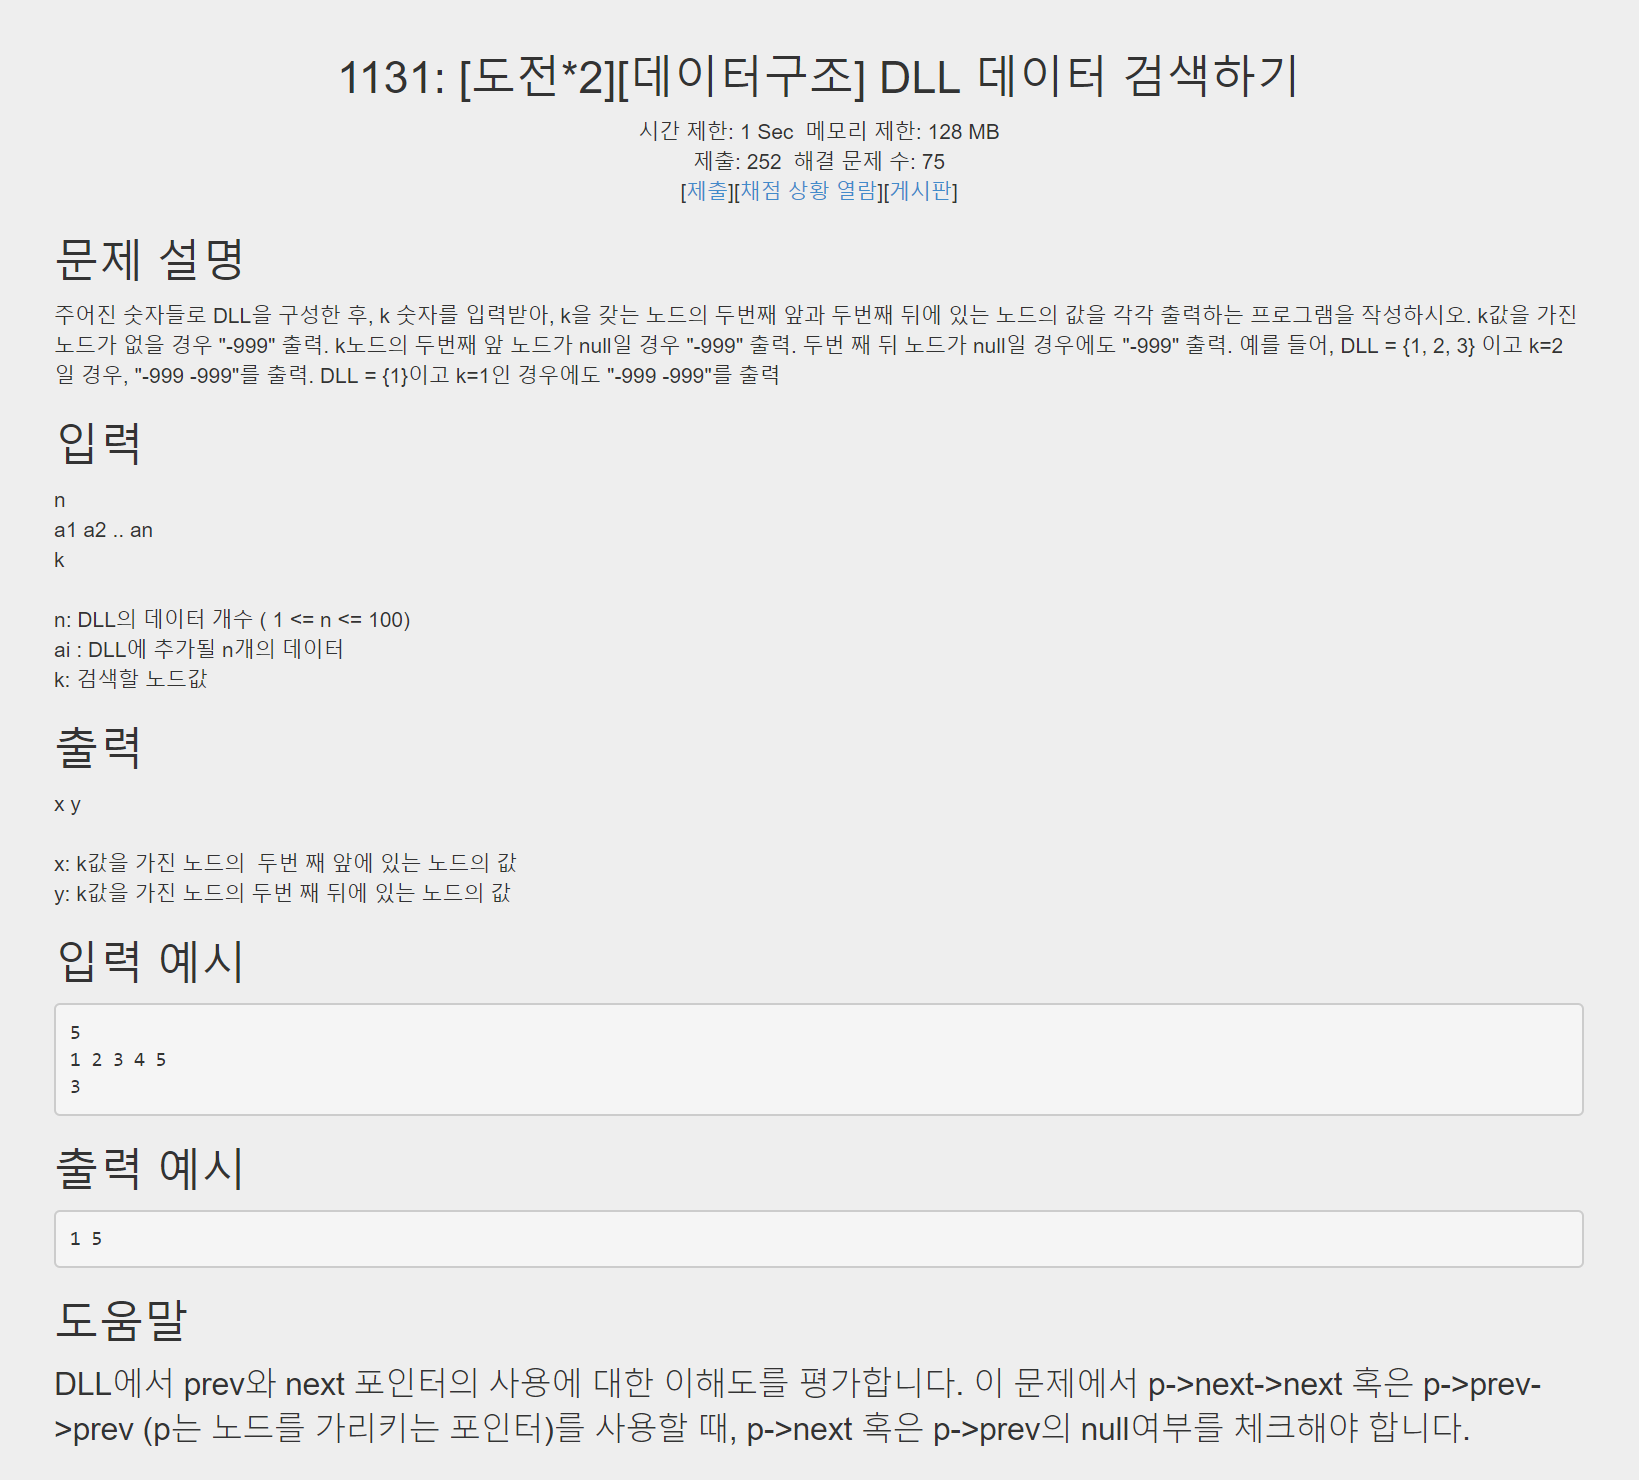 1131: [도전*2][데이터구조] DLL 데이터 검색하기
시간 제한: 1 Sec 메모리 제한: 128 MB
제출: 252 해결 문제 수: 75
[제출][채점 상황 열람][게시판]
문제 설명
주어진 숫자들로 DLL을 구성한 후, k 숫자를 입력받아, k을 갖는 노드의 두번째 앞과 두번째 뒤에 있는 노드의 값을 각각 출력하는 프로그램을 작성하시오. k값을 가진
노드가 없을 경우 "-999" 출력. k노드의 두번째 앞 노드가 null일 경우 "-999" 출력. 두번 째 뒤 노드가 null일 경우에도 "-999" 출력. 예를 들어, DLL = {1, 2, 3} 이고 k=2
일 경우, "-999 -999"를 출력. DLL = {1}이고 k=1인 경우에도 "-999 -999"를 출력
입력
n
a1 a2 .. an
k
n: DLL의 데이터 개수 ( 1 <= n <= 100)
ai : DLL에 추가될 n개의 데이터
k: 검색할 노드값
출력
x y
x: k값을 가진 노드의 두번 째 앞에 있는 노드의 값
y: k값을 가진 노드의 두번 째 뒤에 있는 노드의 값
입력 예시
5
1 2 3 4 5
3
출력 예시
1 5
도움말
DLL에서 prev와 next 포인터의 사용에 대한 이해도를 평가합니다. 이 문제에서 p->next->next 혹은 p->prev-
>prev (p는 노드를 가리키는 포인터)를 사용할 때, p->next 혹은 p->prev의 null여부를 체크해야 합니다.